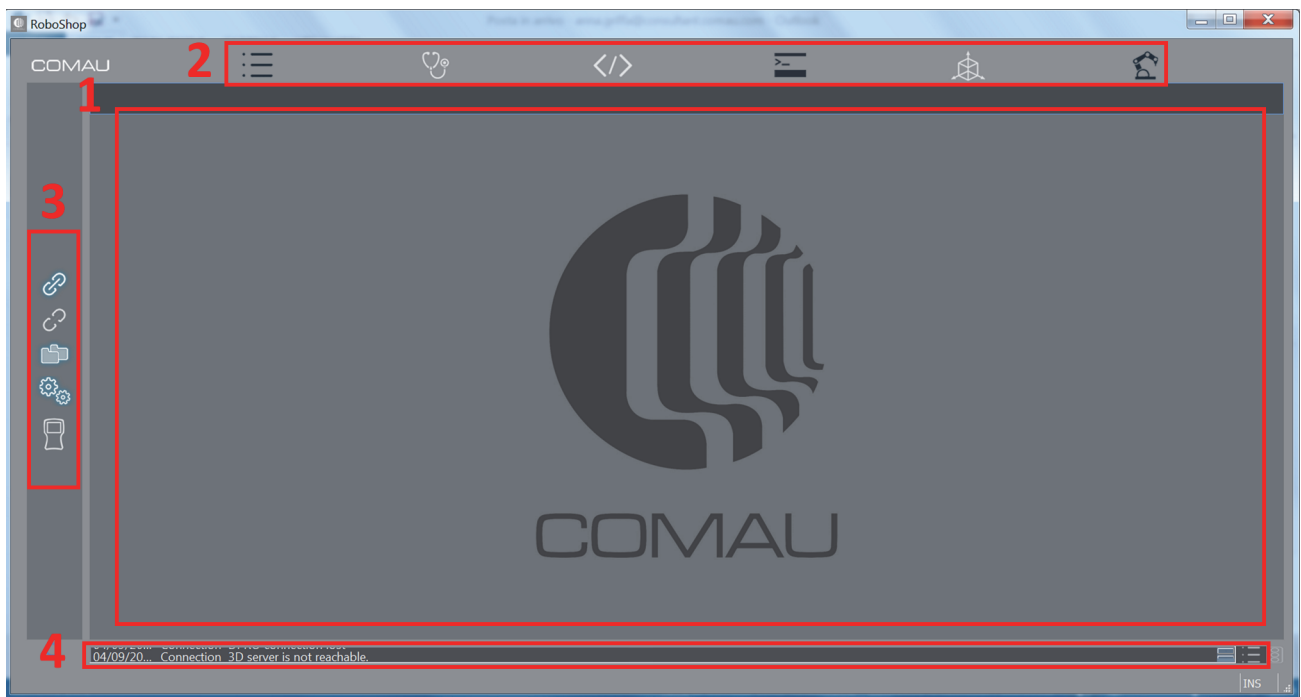 RoboShop
COMAU
2
>_
1
3
COMAU
4
04/09/20... Connection 3D server is not reachable.
INS